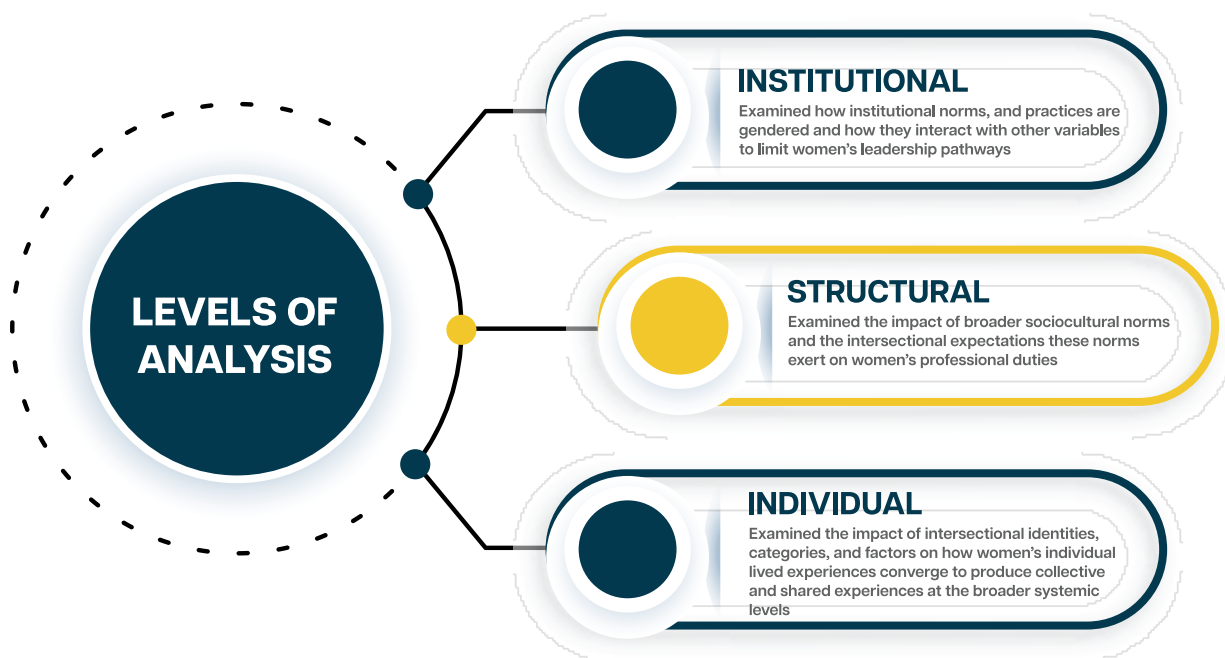 LEVELS OF
ANALYSIS
INSTITUTIONAL
Examined how institutional norms, and practices are
gendered and how they interact with other variables
to limit women’s leadership pathways
STRUCTURAL
Examined the impact of broader sociocultural norms
and the intersectional expectations these norms
exert on women’s professional duties
INDIVIDUAL
Examined the impact of intersectional identities,
categories, and factors on how women’s individual
lived experiences converge to produce collective
and shared experiences at the broader systemic
levels